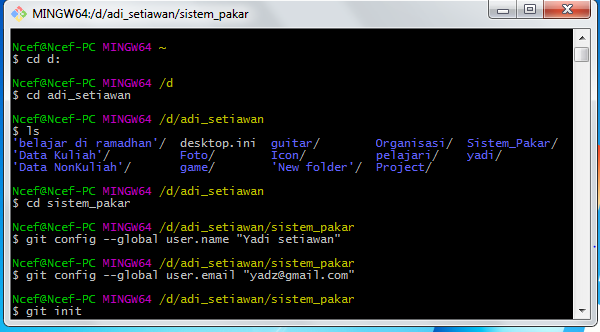 MINGW64:/d/adi_setiawan/sistem_pakar
Ncef@Ncef-PC MINGW64 ~
$ cd d:
Ncef@Ncef-PC MINGW64 /d
$ cd adi_setiawan
Ncef@Ncef-PC MINGW64 /d/adi_setiawan
$ ls
'belajar di ramadhan'/ desktop.ini guitar/ Organisasi/ Sistem_Pakar/
'Data Kuliah'/ Foto/ Icon/ pelajari/ yadi/
'Data NonKuliah'/ game/ 'New folder'/ Project/
Ncef@Ncef-PC MINGW64 /d/adi_setiawan
$ cd sistem_pakar
Ncef@Ncef-PC MINGW64 /d/adi_setiawan/sistem_pakar
$ git config --global user.name "Yadi setiawan"
Ncef@Ncef-PC MINGW64 /d/adi_setiawan/sistem_pakar
$ git config --global user.email "yadz@gmail.com"
Ncef@Ncef-PC MINGW64 /d/adi_setiawan/sistem_pakar
$ git init